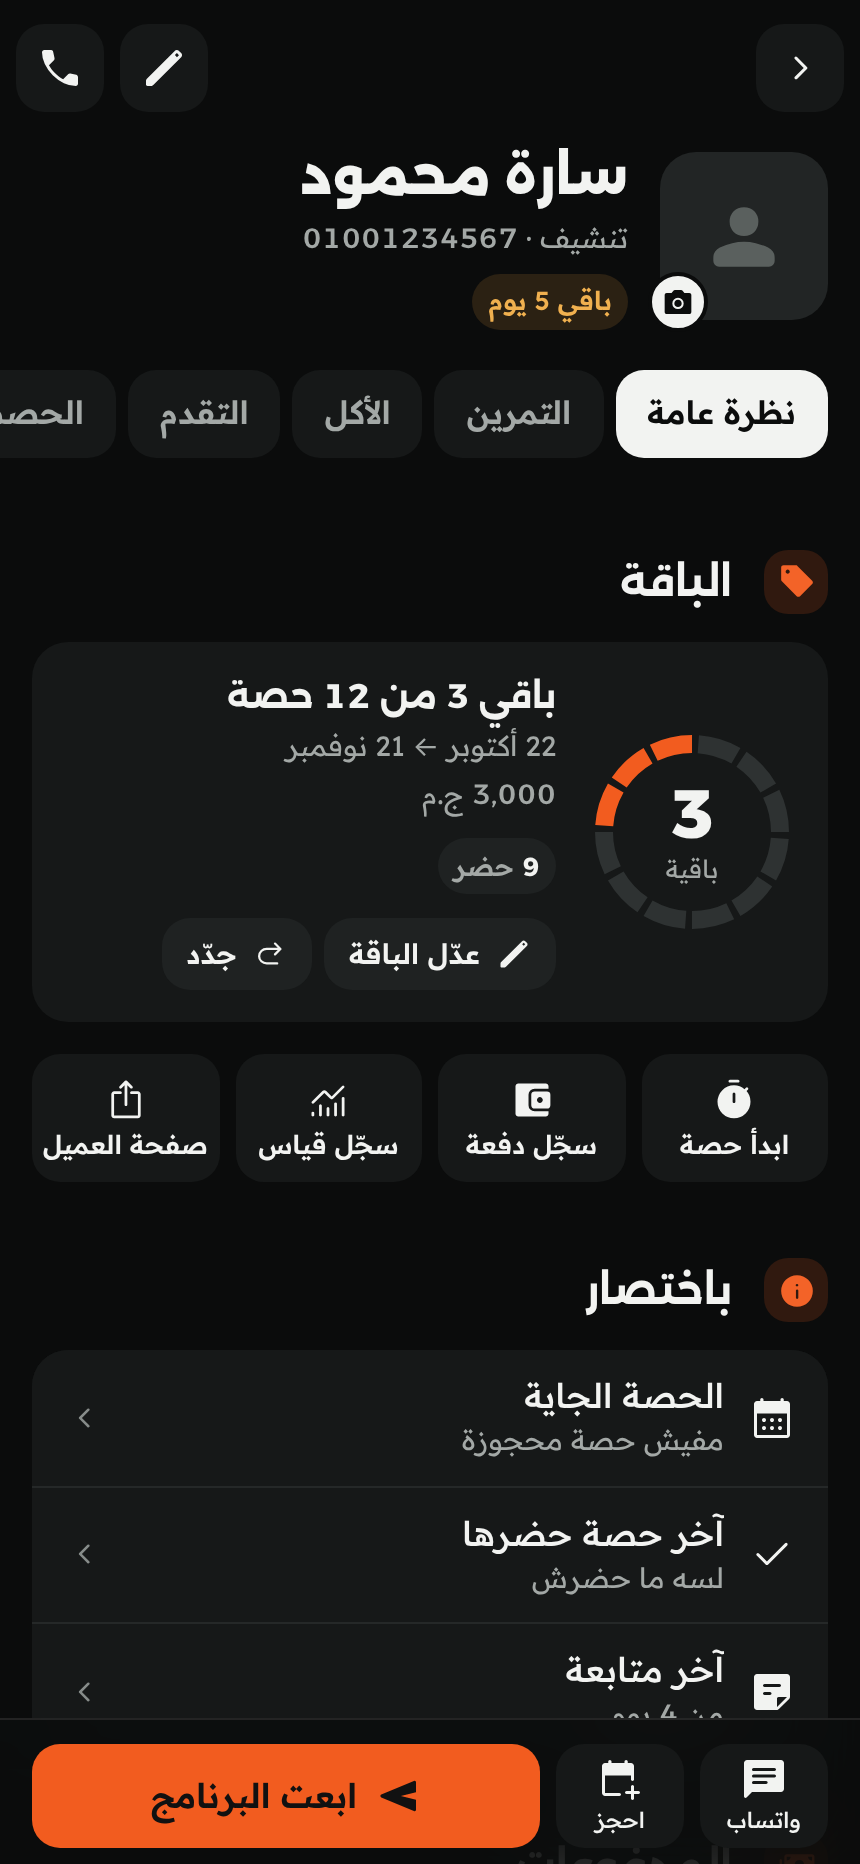 سارة محمود
تنشيف · 01001234567
باقي 5 يوم
نظرة عامة
التمرين
الأكل
التقدم
الباقة
باقي 3 من 12 حصة
22 أكتوبر ← 21 نوفمبر
3,000 ج.م
3
باقية
9 حضر
عدّل الباقة
جدّد
ابدأ حصة
سجّل دفعة
سجّل قياس
صفحة العميل
باختصار
الحصة الجاية
مفيش حصة محجوزة
آخر حصة حضرها
لسه ما حضرش
آخر متابعة
من 4 يوم
واتساب
احجز
ابعت البرنامج